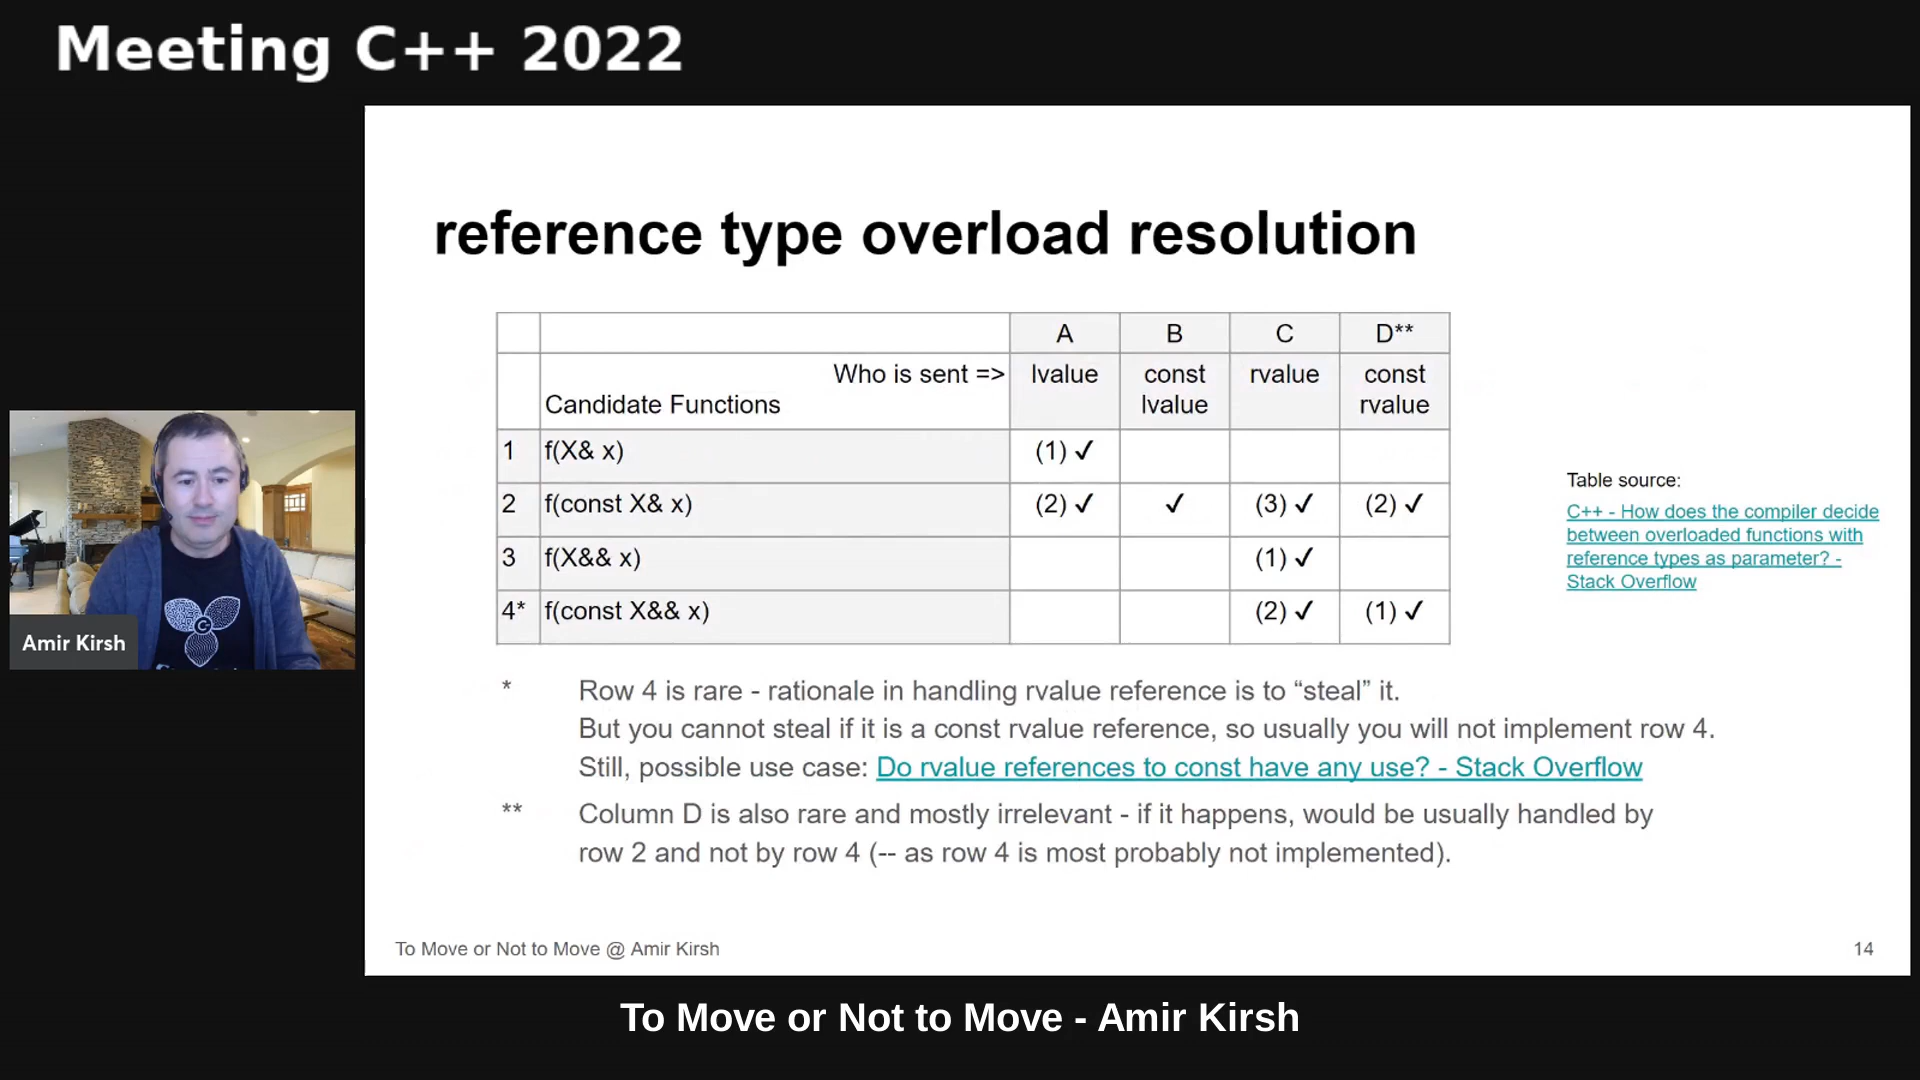 Meeting C++ 2022
reference type overload resolution
A B C D**
Who is sent => lvalue const rvalue const
Candidate Functions lvalue rvalue
1 f(X& x) (1) ✓
2 f(const X& x) (2) ✓ ✓ (3) ✓ (2) ✓
3 f(X&& x) (1) ✓
4* f(const X&& x) (2) ✓ (1) ✓
Table source:
C++ - How does the compiler decide
between overloaded functions with
reference types as parameter? -
Stack Overflow
* Row 4 is rare - rationale in handling rvalue reference is to “steal” it.
But you cannot steal if it is a const rvalue reference, so usually you will not implement row 4.
Still, possible use case: Do rvalue references to const have any use? - Stack Overflow
** Column D is also rare and mostly irrelevant - if it happens, would be usually handled by
row 2 and not by row 4 (-- as row 4 is most probably not implemented).
To Move or Not to Move @ Amir Kirsh 14
Amir Kirsh
To Move or Not to Move - Amir Kirsh